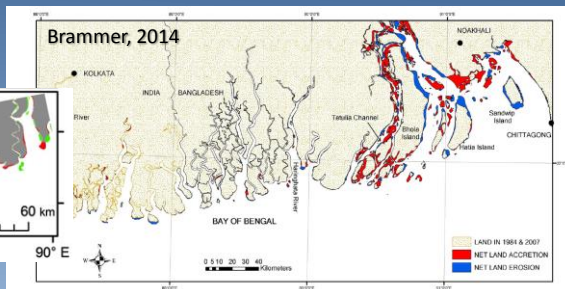 Brammer, 2014
NOAKHALI
KOLKATA
INDIA
BANGLADESH
River
Tatulia Channel
Bhola
Island
Sandwip
Island
CHITTAGONG
Hatia Island
River
60 km
90° E
BAY OF BENGAL
LAND IN 1984 & 2007
NET LAND ACCRETION
NET LAND EROSION
N
W
E
S
0 5 10 20 30 40
Kilometers